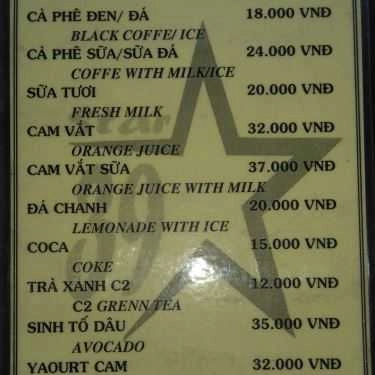 CÀ PHÊ ĐEN/ ĐÁ 18.000 VNĐ
BLACK COFFE/ ICE
CÀ PHÊ SỮA/SỮA ĐÁ 24.000 VNĐ
COFFE WITH MILK/ICE
SỮA TƯƠI 20.000 VNĐ
FRESH MILK
CAM VẮT 32.000 VNĐ
ORANGE JUICE
CAM VẮT SỮA 37.000 VNĐ
ORANGE JUICE WITH MILK
ĐÁ CHANH 20.000 VNĐ
LEMONADE WITH ICE
COCA 15.000 VNĐ
COKE
TRÀ XANH C2 12.000 VNĐ
C2 GRENN TEA
SINH TỐ DÂU 35.000 VNĐ
AVOCADO
YAOURT CAM 32.000 VNĐ
star
39